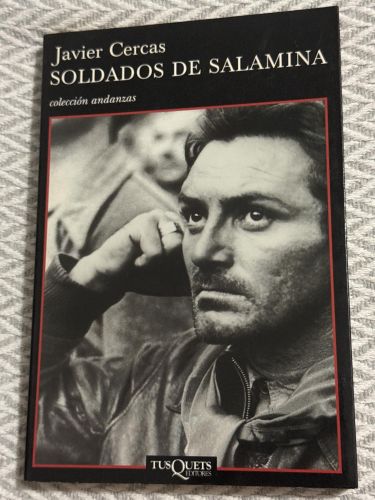 Javier Cercas
SOLDADOS DE SALAMINA
colección andanzas
TUSQUETS
EDITORES